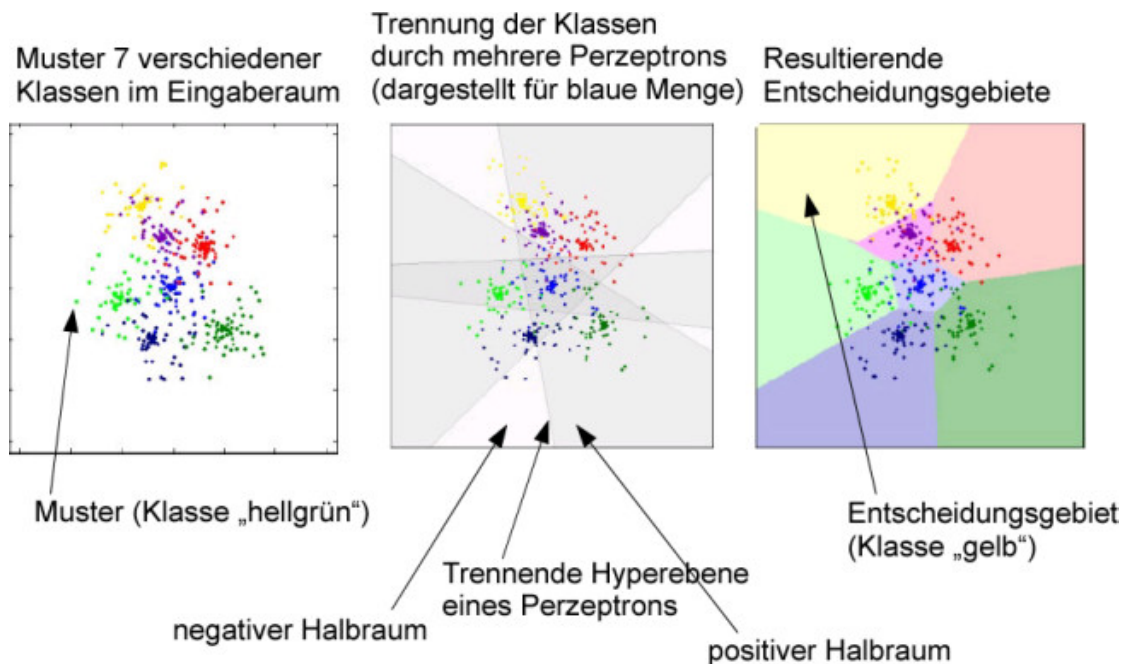 Muster 7 verschiedener
Klassen im Eingaberaum
Trennung der Klassen
durch mehrere Perzeptrons
(dargestellt für blaue Menge)
Resultierende
Entscheidungsgebiete
Muster (Klasse „hellgrün“)
Entscheidungsgebiet
(Klasse „gelb“)
Trennende Hyperebene
eines Perzeptrons
negativer Halbraum
positiver Halbraum